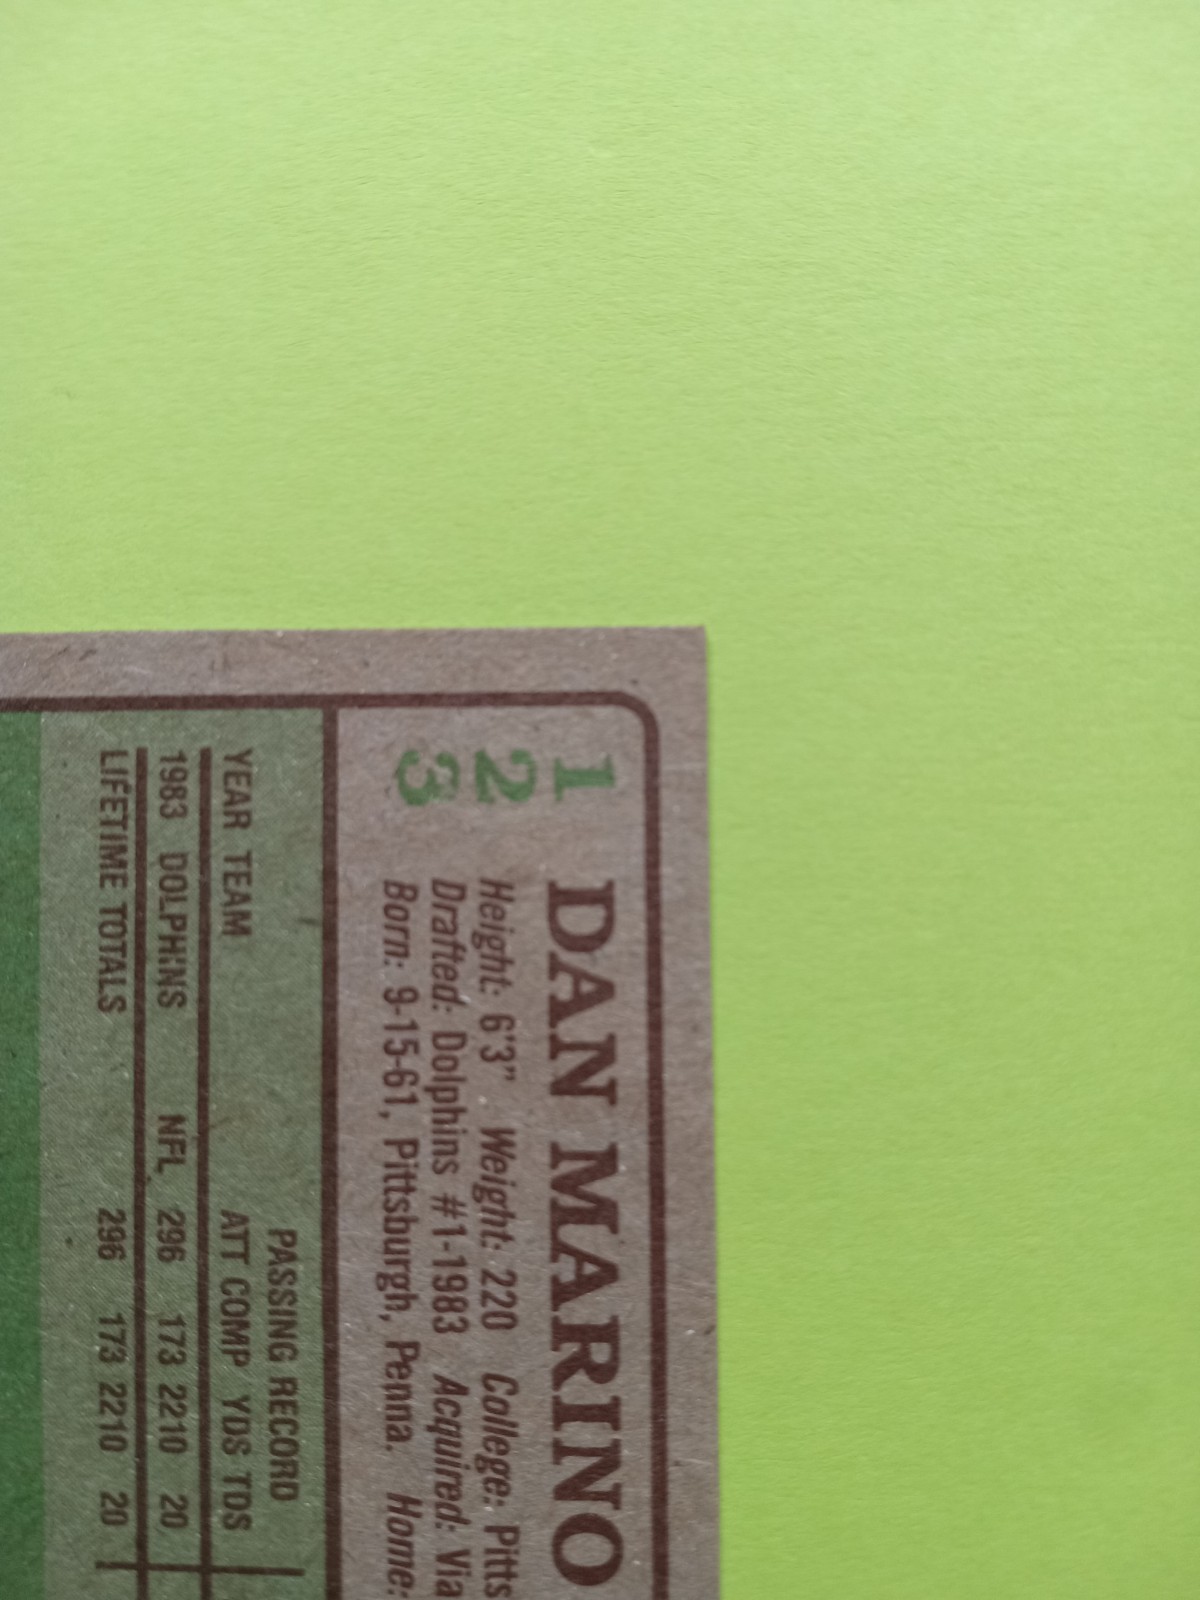 123
DAN MARINO
Height: 6'3" Weight: 220 College: Pitts
Drafted: Dolphins #1-1983 Acquired: Via
Born: 9-15-61, Pittsburgh, Penna. Home:
PASSING RECORD
YEAR TEAM ATT COMP YDS TDS
1983 DOLPHINS NFL 296 173 2210 20
LIFETIME TOTALS 296 173 2210 20